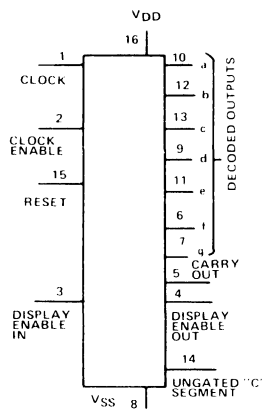 VDD
16
1
CLOCK
2
CLOCK
ENABLE
15
RESET
3
DISPLAY
ENABLE
IN
10
a
12
b
13
c
9
d
11
e
6
f
7
g
DECODED OUTPUTS
CARRY
OUT
5
4
DISPLAY
ENABLE
OUT
14
UNGATED "C"
SEGMENT
VSS
8